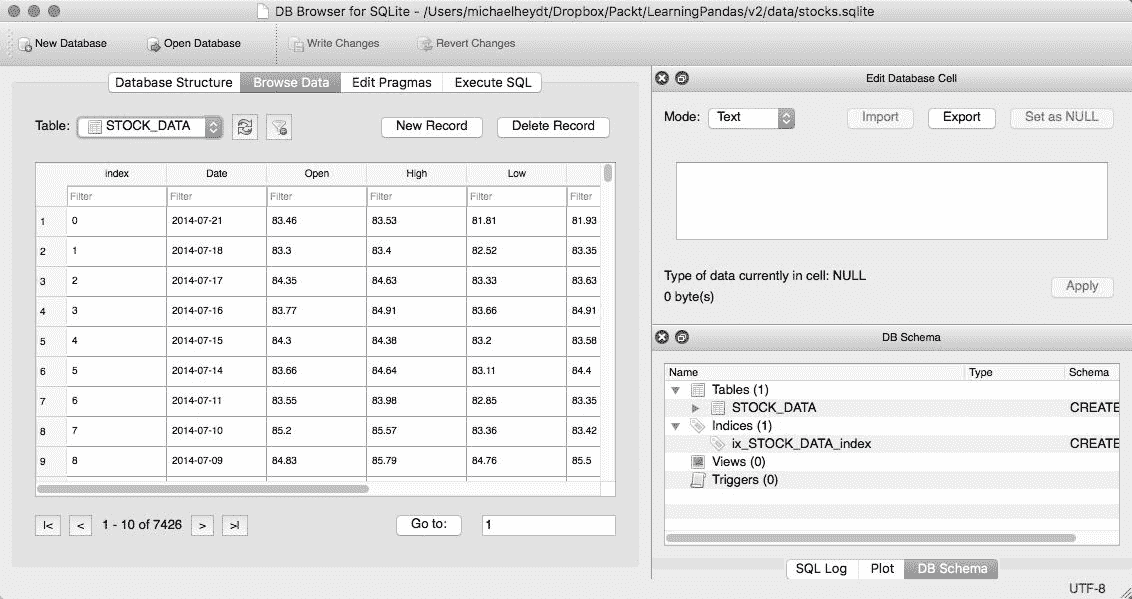 DB Browser for SQLite - /Users/michaelheydt/Dropbox/Packt/LearningPandas/v2/data/stocks.sqlite
New Database Open Database Write Changes Revert Changes
Database Structure Browse Data Edit Pragmas Execute SQL
Table: STOCK_DATA New Record Delete Record
index Date Open High Low
Filter Filter Filter Filter Filter Filter
1 0 2014-07-21 83.46 83.53 81.81 81.93
2 1 2014-07-18 83.3 83.4 82.52 83.35
3 2 2014-07-17 84.35 84.63 83.33 83.63
4 3 2014-07-16 83.77 84.91 83.66 84.91
5 4 2014-07-15 84.3 84.38 83.2 83.58
6 5 2014-07-14 83.66 84.64 83.11 84.4
7 6 2014-07-11 83.55 83.98 82.85 83.35
8 7 2014-07-10 85.2 85.57 83.36 83.42
9 8 2014-07-09 84.83 85.79 84.76 85.5
|< < 1 - 10 of 7426 > >| Go to: 1
Edit Database Cell
Mode: Text Import Export Set as NULL
Type of data currently in cell: NULL
0 byte(s)
Apply
DB Schema
Name Type Schema
Tables (1)
STOCK_DATA CREATE
Indices (1)
ix_STOCK_DATA_index CREATE
Views (0)
Triggers (0)
SQL Log Plot DB Schema
UTF-8